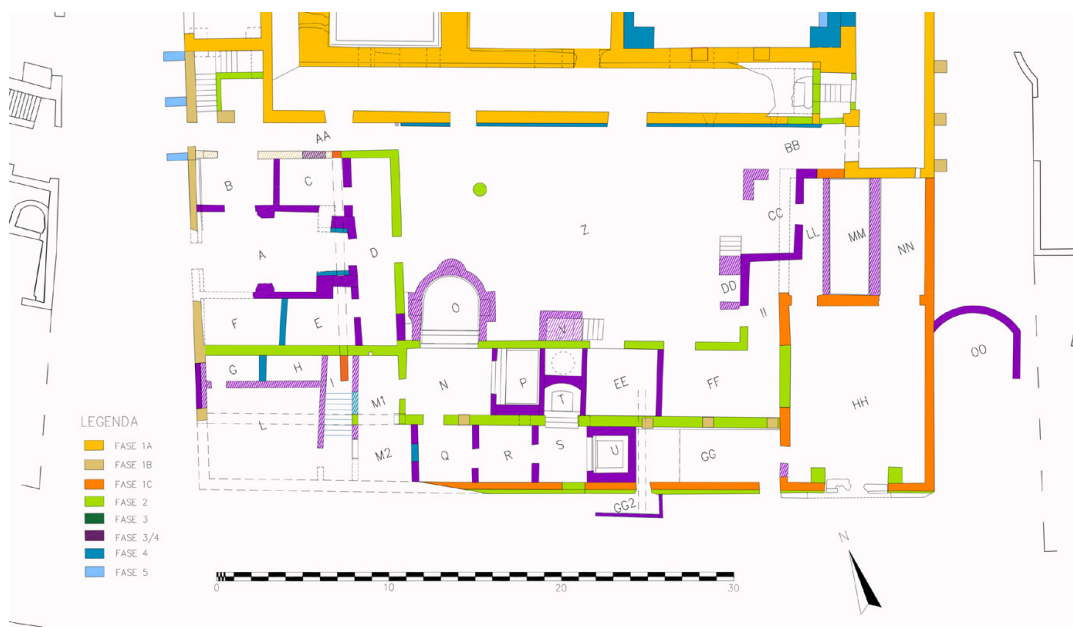 AA
BB
B
C
CC
Z
LL
MM
NN
A
D
DD
O
II
F
E
V
OO
G
H
I
N
P
T
EE
FF
HH
M1
L
M2
Q
R
S
U
GG
GG2
N
LEGENDA
FASE 1A
FASE 1B
FASE 1C
FASE 2
FASE 3
FASE 3/4
FASE 4
FASE 5
0 10 20 30